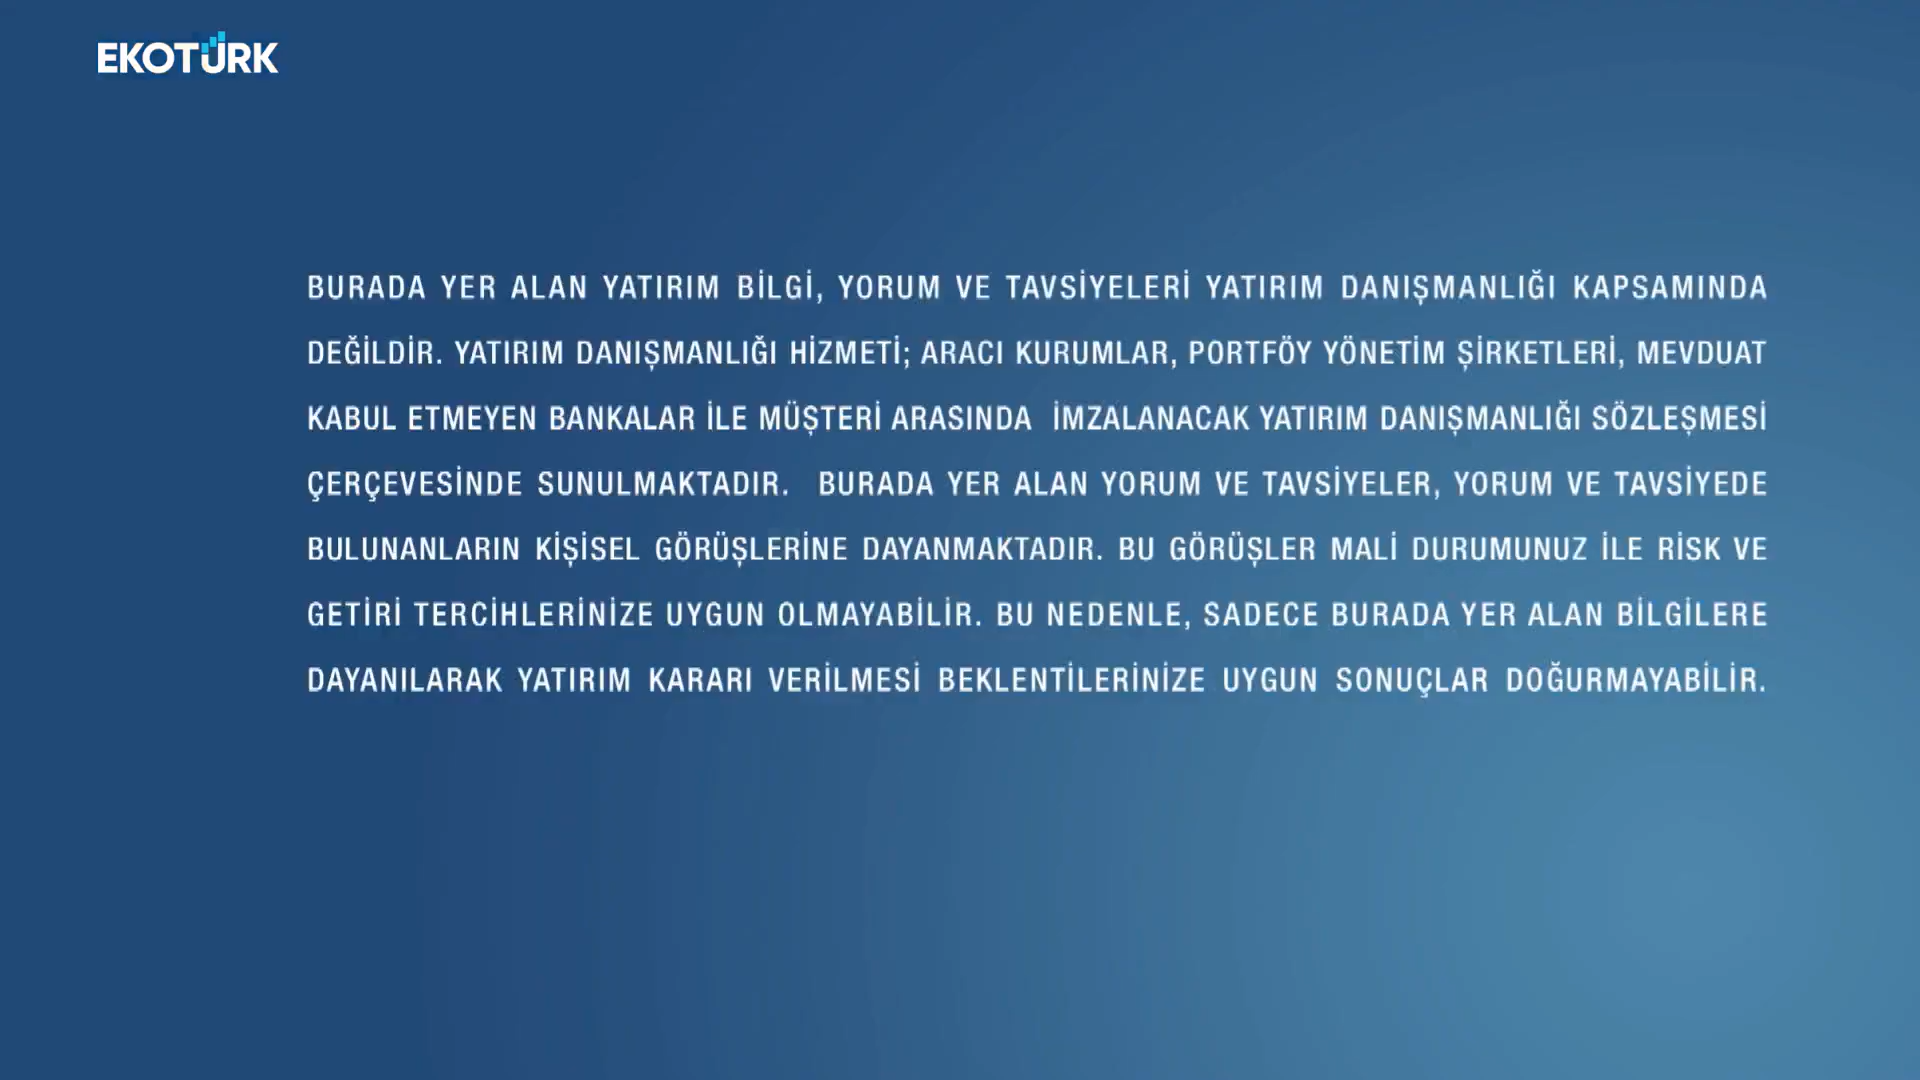 EKOTÜRK
BURADA YER ALAN YATIRIM BİLGİ, YORUM VE TAVSİYELERİ YATIRIM DANIŞMANLIĞI KAPSAMINDA
DEĞİLDİR. YATIRIM DANIŞMANLIĞI HİZMETİ; ARACI KURUMLAR, PORTFÖY YÖNETİM ŞİRKETLERİ, MEVDUAT
KABUL ETMEYEN BANKALAR İLE MÜŞTERİ ARASINDA İMZALANACAK YATIRIM DANIŞMANLIĞI SÖZLEŞMESİ
ÇERÇEVESİNDE SUNULMAKTADIR. BURADA YER ALAN YORUM VE TAVSİYELER, YORUM VE TAVSİYEDE
BULUNANLARIN KİŞİSEL GÖRÜŞLERİNE DAYANMAKTADIR. BU GÖRÜŞLER MALİ DURUMUNUZ İLE RİSK VE
GETİRİ TERCİHLERİNİZE UYGUN OLMAYABİLİR. BU NEDENLE, SADECE BURADA YER ALAN BİLGİLERE
DAYANILARAK YATIRIM KARARI VERİLMESİ BEKLENTİLERİNİZE UYGUN SONUÇLAR DOĞURMAYABİLİR.